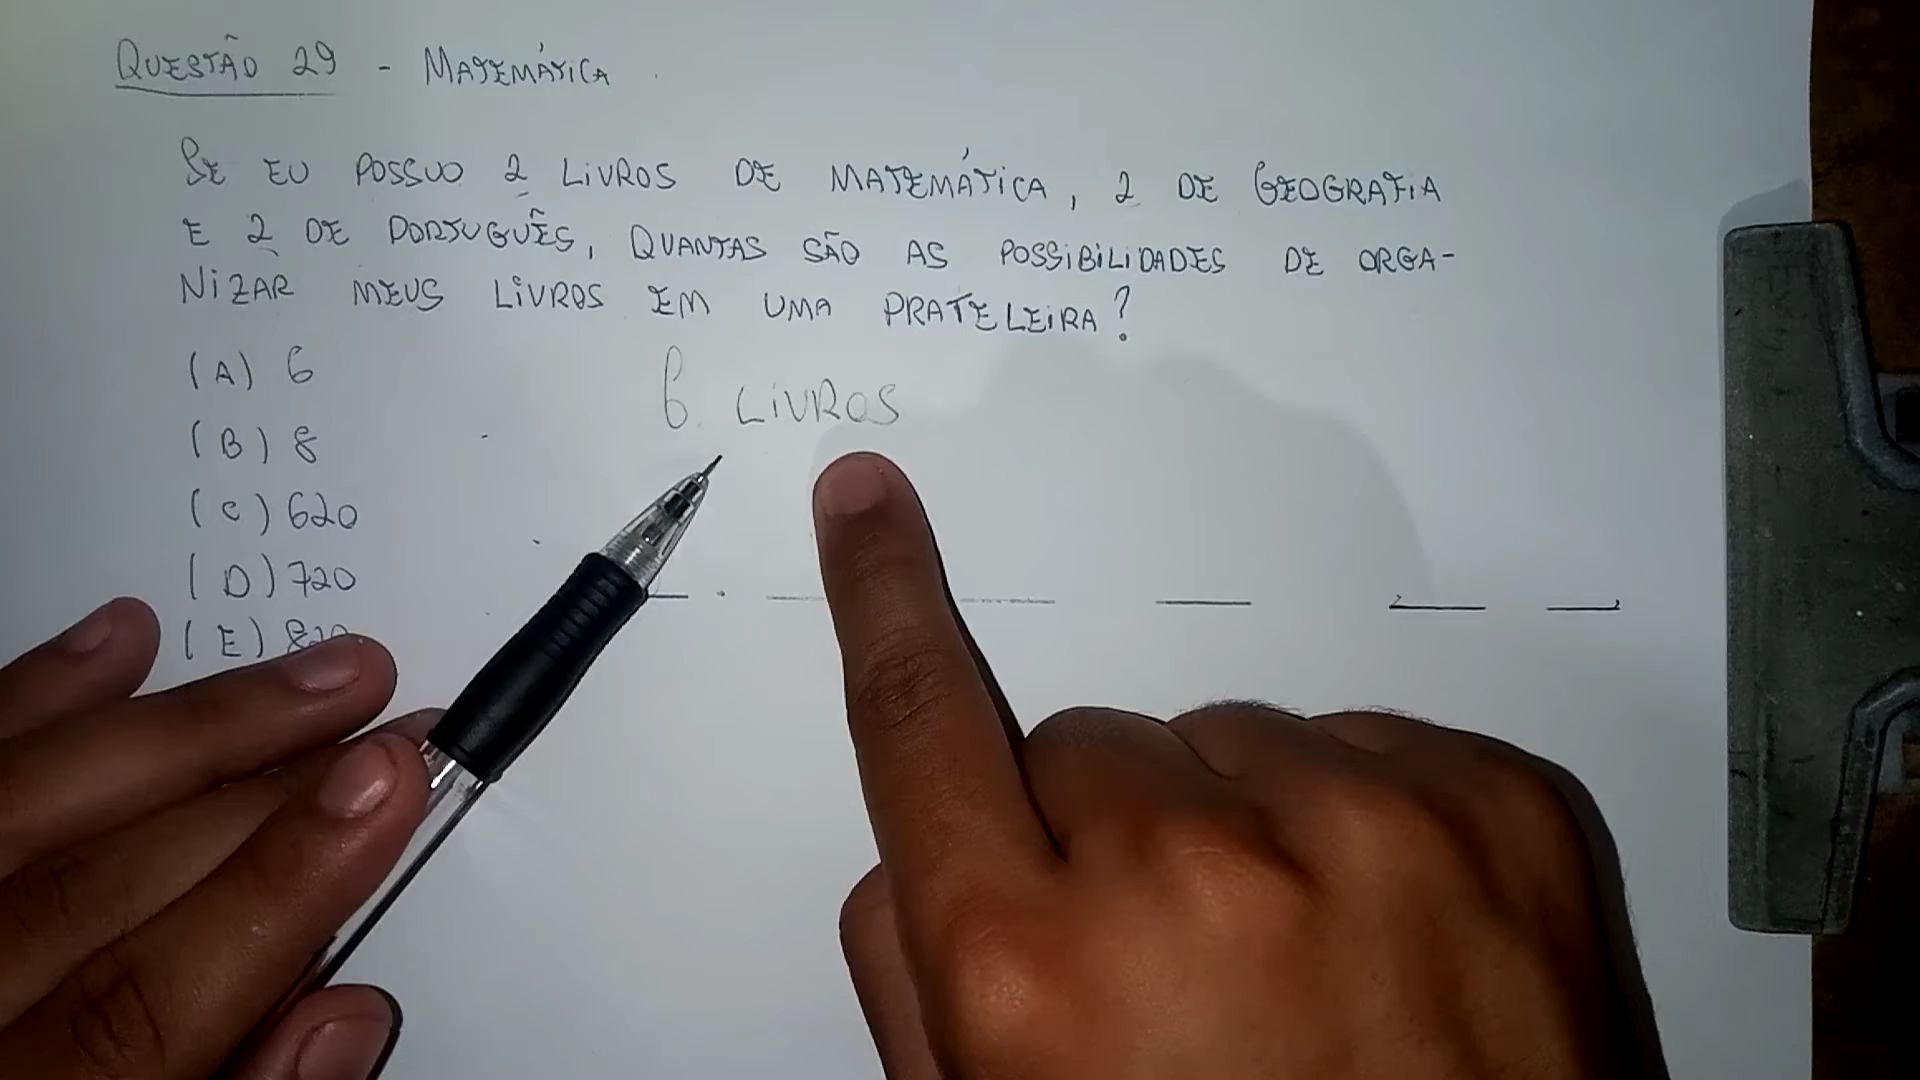 QUESTÃO 29 - MATEMÁTICA
SE EU POSSUO 2 LIVROS DE MATEMÁTICA, 2 DE GEOGRAFIA
E 2 DE PORTUGUÊS, QUANTAS SÃO AS POSSIBILIDADES DE ORGA-
NIZAR MEUS LIVROS EM UMA PRATELEIRA?
(A) 6
6 LIVROS
(B) 8
(C) 620
(D) 720
(E)